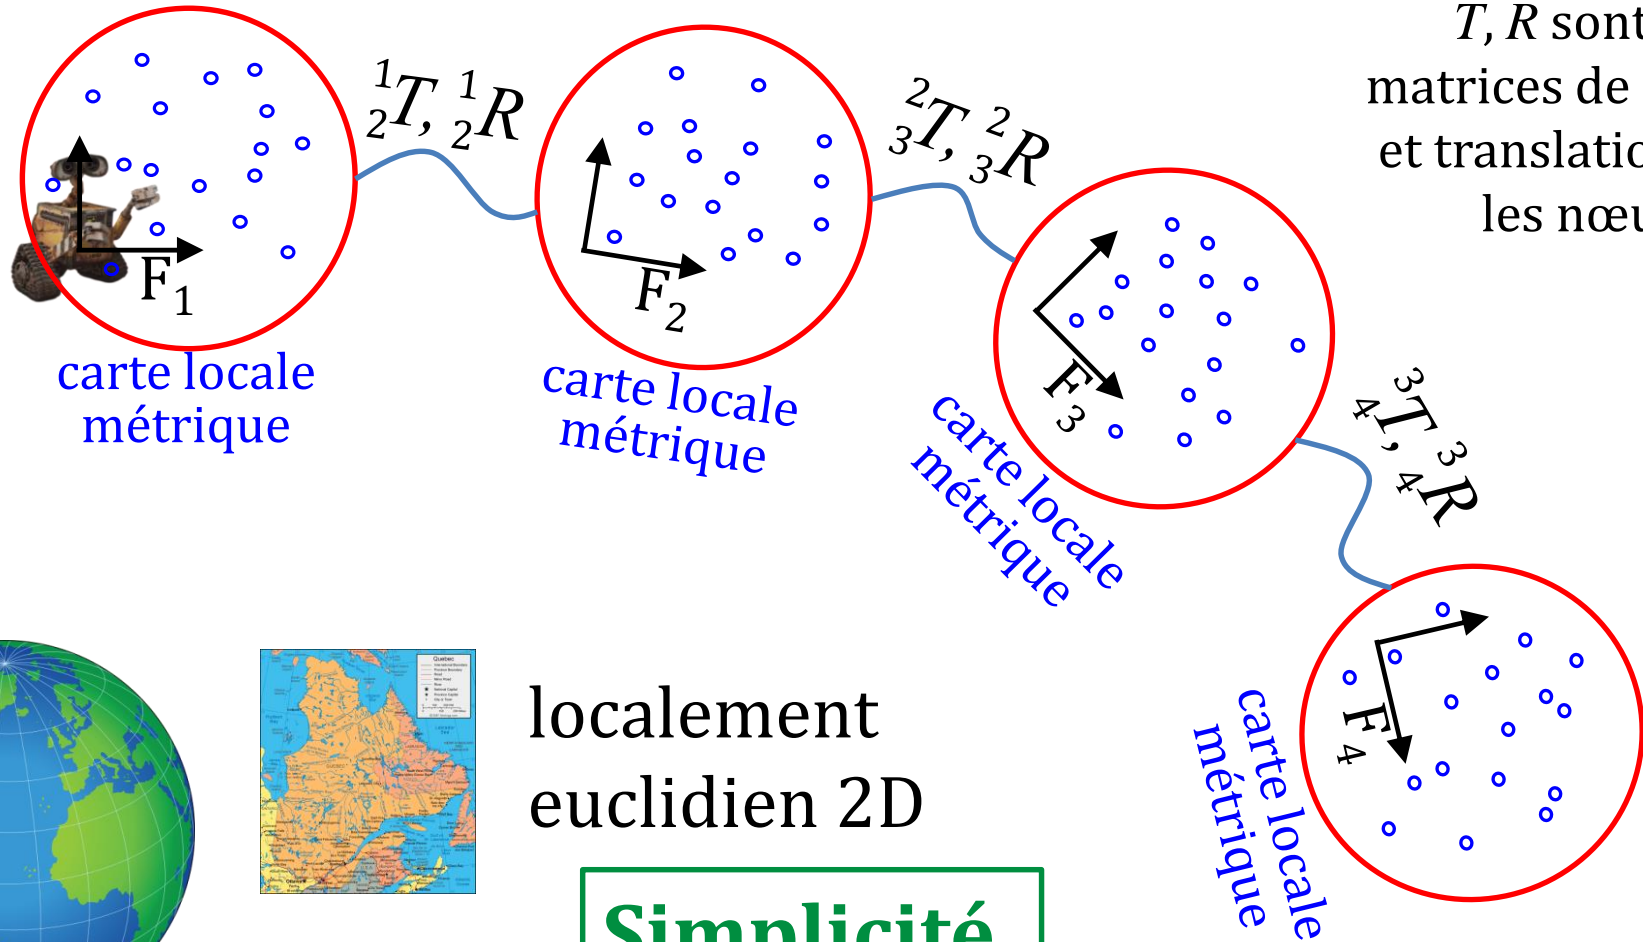 T, R sont
matrices de
et translatio
les nœu
¹₂T, ¹₂R
²₃T, ²₃R
³₄T, ³₄R
F₁
carte locale
métrique
F₂
carte locale
métrique
F₃
carte locale
métrique
F₄
carte locale
métrique
Quebec
localement
euclidien 2D
Simplicité